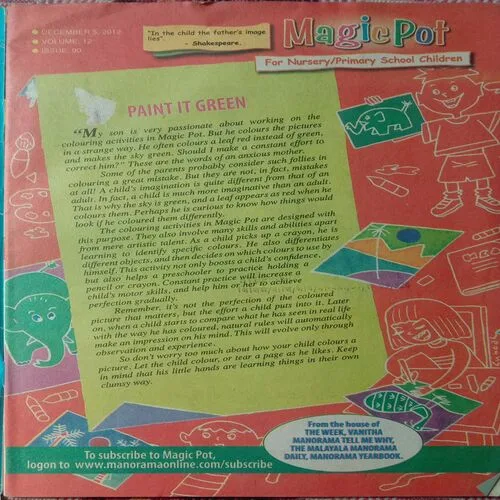 DECEMBER 5, 2012
VOLUME: 12
ISSUE: 90
"In the child the father's image
lies".
- Shakespeare.
Magic Pot
For Nursery/Primary School Children
PAINT IT GREEN
"My son is very passionate about working on the
colouring activities in Magic Pot. But he colours the pictures
in a strange way. He often colours a leaf red instead of green,
and makes the sky green. Should I make a constant effort to
correct him?" These are the words of an anxious mother.
Some of the parents probably consider such follies in
colouring a great mistake. But they are not, in fact, mistakes
at all! A child's imagination is quite different from that of an
adult. In fact, a child is much more imaginative than an adult.
That is why the sky is green, and a leaf appears as red when he
colours them. Perhaps he is curious to know how things would
look if he coloured them differently.
The colouring activities in Magic Pot are designed with
this purpose. They also involve many skills and abilities apart
from mere artistic talent. As a child picks up a crayon, he is
learning to identify specific colours. He also differentiates
different objects, and then decides on which colours to use by
himself. This activity not only boosts a child's confidence,
but also helps a preschooler to practice holding a
pencil or crayon. Constant practice will increase a
child's motor skills, and help him or her to achieve
perfection gradually.
Remember, it's not the perfection of the coloured
picture that matters, but the effort a child puts into it. Later
on, when a child starts to compare what he has seen in real life
with the way he has coloured, natural rules will automatically
make an impression on his mind. This will evolve only through
observation and experience.
So don't worry too much about how your child colours a
picture. Let the child colour, or tear a page as he likes. Keep
in mind that his little hands are learning things in their own
clumsy way.
To subscribe to Magic Pot,
logon to www.manoramaonline.com/subscribe
From the house of
THE WEEK, VANITHA
MANORAMA TELL ME WHY,
THE MALAYALA MANORAMA
DAILY, MANORAMA YEARBOOK.